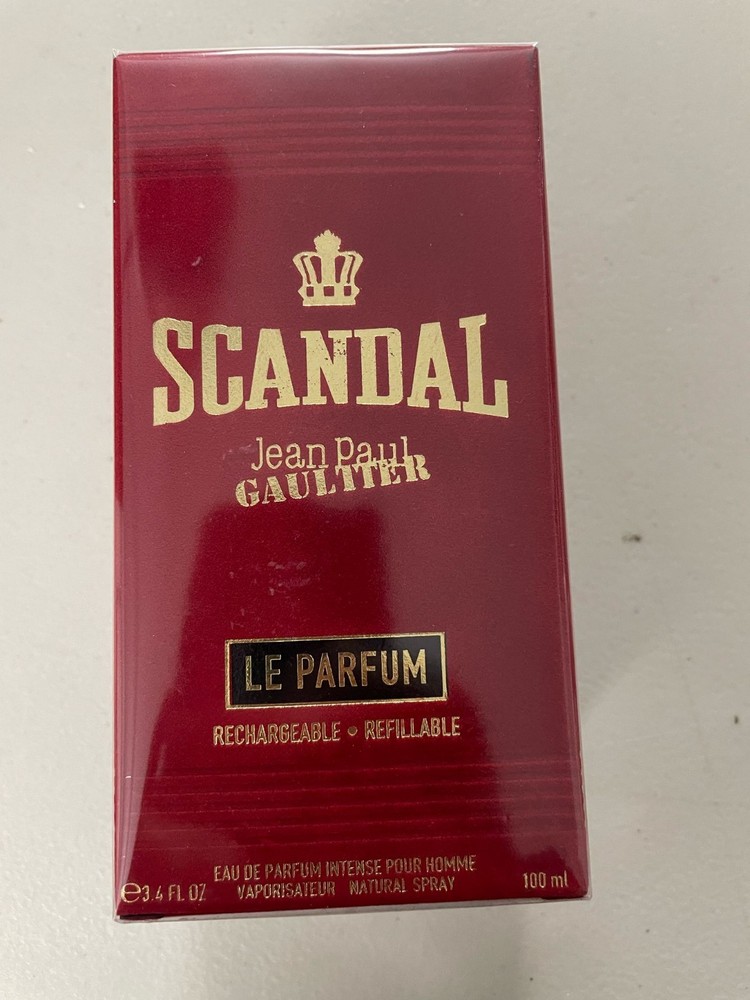 SCANDAL
Jean Paul
GAULTIER
LE PARFUM
RECHARGEABLE • REFILLABLE
EAU DE PARFUM INTENSE POUR HOMME
℮3.4 FL OZ VAPORISATEUR NATURAL SPRAY 100 ml